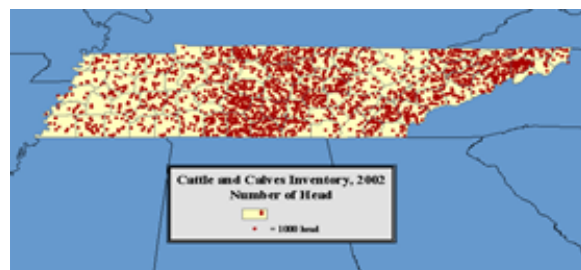 Cattle and Calves Inventory, 2002
Number of Head
= 1000 head